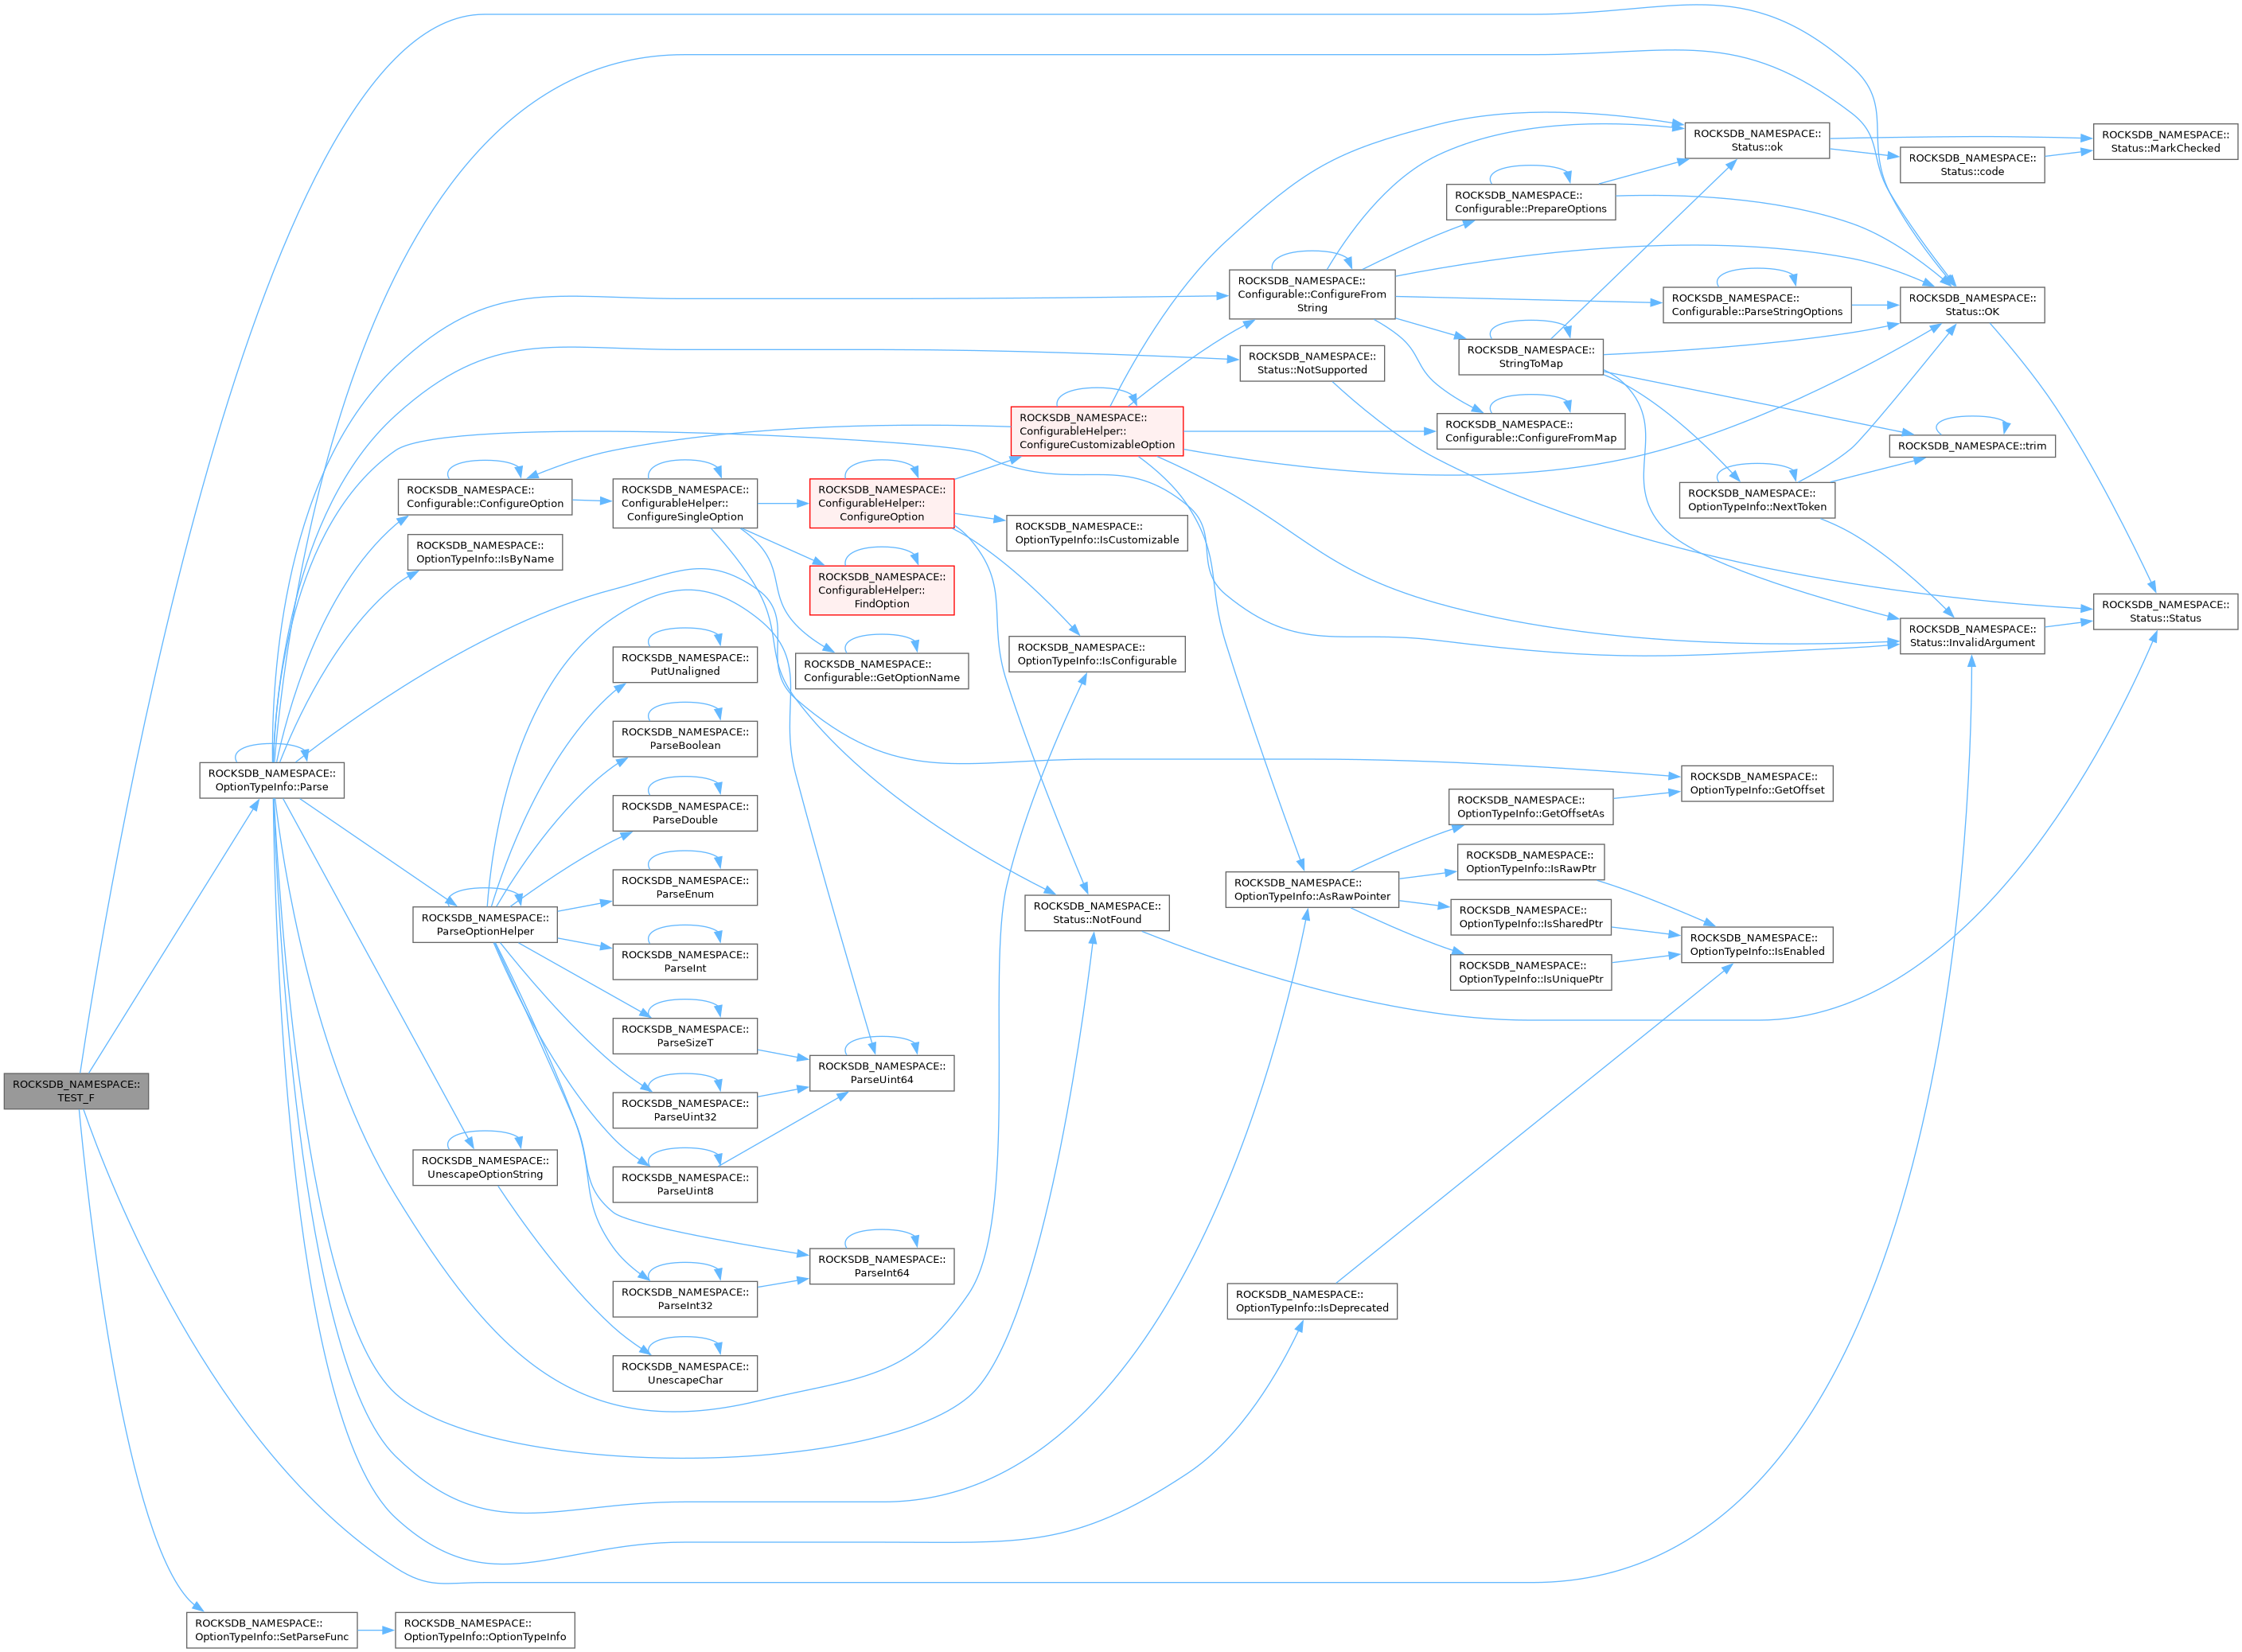 ROCKSDB_NAMESPACE::
TEST_F
ROCKSDB_NAMESPACE::
OptionTypeInfo::Parse
ROCKSDB_NAMESPACE::
OptionTypeInfo::SetParseFunc
ROCKSDB_NAMESPACE::
Configurable::ConfigureOption
ROCKSDB_NAMESPACE::
OptionTypeInfo::IsByName
ROCKSDB_NAMESPACE::
ParseOptionHelper
ROCKSDB_NAMESPACE::
UnescapeOptionString
ROCKSDB_NAMESPACE::
OptionTypeInfo::OptionTypeInfo
ROCKSDB_NAMESPACE::
ConfigurableHelper::
ConfigureSingleOption
ROCKSDB_NAMESPACE::
PutUnaligned
ROCKSDB_NAMESPACE::
ParseBoolean
ROCKSDB_NAMESPACE::
ParseDouble
ROCKSDB_NAMESPACE::
ParseEnum
ROCKSDB_NAMESPACE::
ParseInt
ROCKSDB_NAMESPACE::
ParseSizeT
ROCKSDB_NAMESPACE::
ParseUint32
ROCKSDB_NAMESPACE::
ParseUint8
ROCKSDB_NAMESPACE::
ParseInt32
ROCKSDB_NAMESPACE::
UnescapeChar
ROCKSDB_NAMESPACE::
ConfigurableHelper::
ConfigureOption
ROCKSDB_NAMESPACE::
ConfigurableHelper::
FindOption
ROCKSDB_NAMESPACE::
Configurable::GetOptionName
ROCKSDB_NAMESPACE::
ParseUint64
ROCKSDB_NAMESPACE::
ParseInt64
ROCKSDB_NAMESPACE::
ConfigurableHelper::
ConfigureCustomizableOption
ROCKSDB_NAMESPACE::
OptionTypeInfo::IsCustomizable
ROCKSDB_NAMESPACE::
OptionTypeInfo::IsConfigurable
ROCKSDB_NAMESPACE::
Status::NotFound
ROCKSDB_NAMESPACE::
Configurable::ConfigureFrom
String
ROCKSDB_NAMESPACE::
Status::NotSupported
ROCKSDB_NAMESPACE::
OptionTypeInfo::AsRawPointer
ROCKSDB_NAMESPACE::
OptionTypeInfo::IsDeprecated
ROCKSDB_NAMESPACE::
Configurable::PrepareOptions
ROCKSDB_NAMESPACE::
StringToMap
ROCKSDB_NAMESPACE::
Configurable::ConfigureFromMap
ROCKSDB_NAMESPACE::
OptionTypeInfo::GetOffsetAs
ROCKSDB_NAMESPACE::
OptionTypeInfo::IsRawPtr
ROCKSDB_NAMESPACE::
OptionTypeInfo::IsSharedPtr
ROCKSDB_NAMESPACE::
OptionTypeInfo::IsUniquePtr
ROCKSDB_NAMESPACE::
Status::ok
ROCKSDB_NAMESPACE::
Configurable::ParseStringOptions
ROCKSDB_NAMESPACE::
OptionTypeInfo::NextToken
ROCKSDB_NAMESPACE::
OptionTypeInfo::GetOffset
ROCKSDB_NAMESPACE::
OptionTypeInfo::IsEnabled
ROCKSDB_NAMESPACE::
Status::code
ROCKSDB_NAMESPACE::
Status::OK
ROCKSDB_NAMESPACE::trim
ROCKSDB_NAMESPACE::
Status::InvalidArgument
ROCKSDB_NAMESPACE::
Status::MarkChecked
ROCKSDB_NAMESPACE::
Status::Status